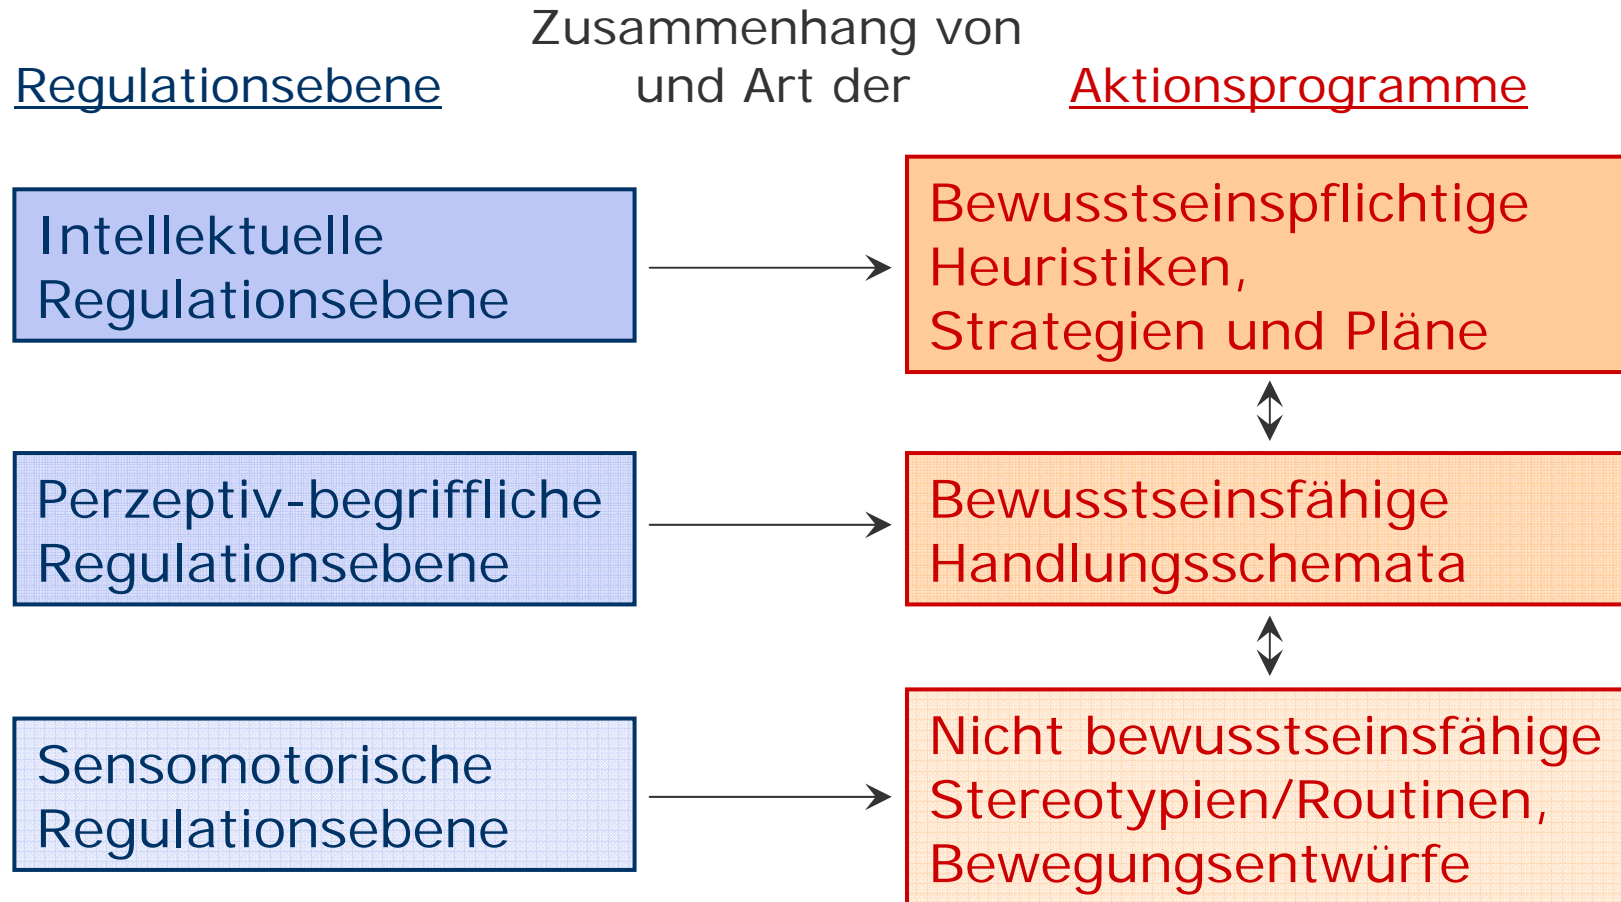 Zusammenhang von
Regulationsebene und Art der Aktionsprogramme
Intellektuelle
Regulationsebene
Bewusstseinspflichtige
Heuristiken,
Strategien und Pläne
Perzeptiv-begriffliche
Regulationsebene
Bewusstseinsfähige
Handlungsschemata
Sensomotorische
Regulationsebene
Nicht bewusstseinsfähige
Stereotypien/Routinen,
Bewegungsentwürfe